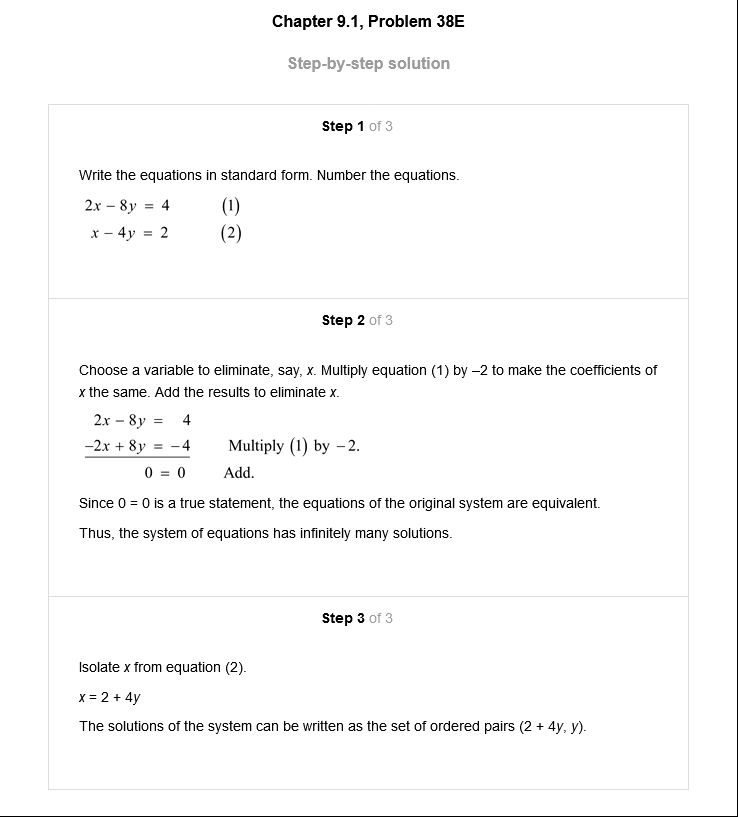 Chapter 9.1, Problem 38E
Step-by-step solution
Step 1 of 3
Write the equations in standard form. Number the equations.
2x − 8y = 4 (1)
x − 4y = 2 (2)
Step 2 of 3
Choose a variable to eliminate, say, x. Multiply equation (1) by –2 to make the coefficients of
x the same. Add the results to eliminate x.
2x − 8y = 4
−2x + 8y = −4 Multiply (1) by −2.
0 = 0 Add.
Since 0 = 0 is a true statement, the equations of the original system are equivalent.
Thus, the system of equations has infinitely many solutions.
Step 3 of 3
Isolate x from equation (2).
x = 2 + 4y
The solutions of the system can be written as the set of ordered pairs (2 + 4y, y).